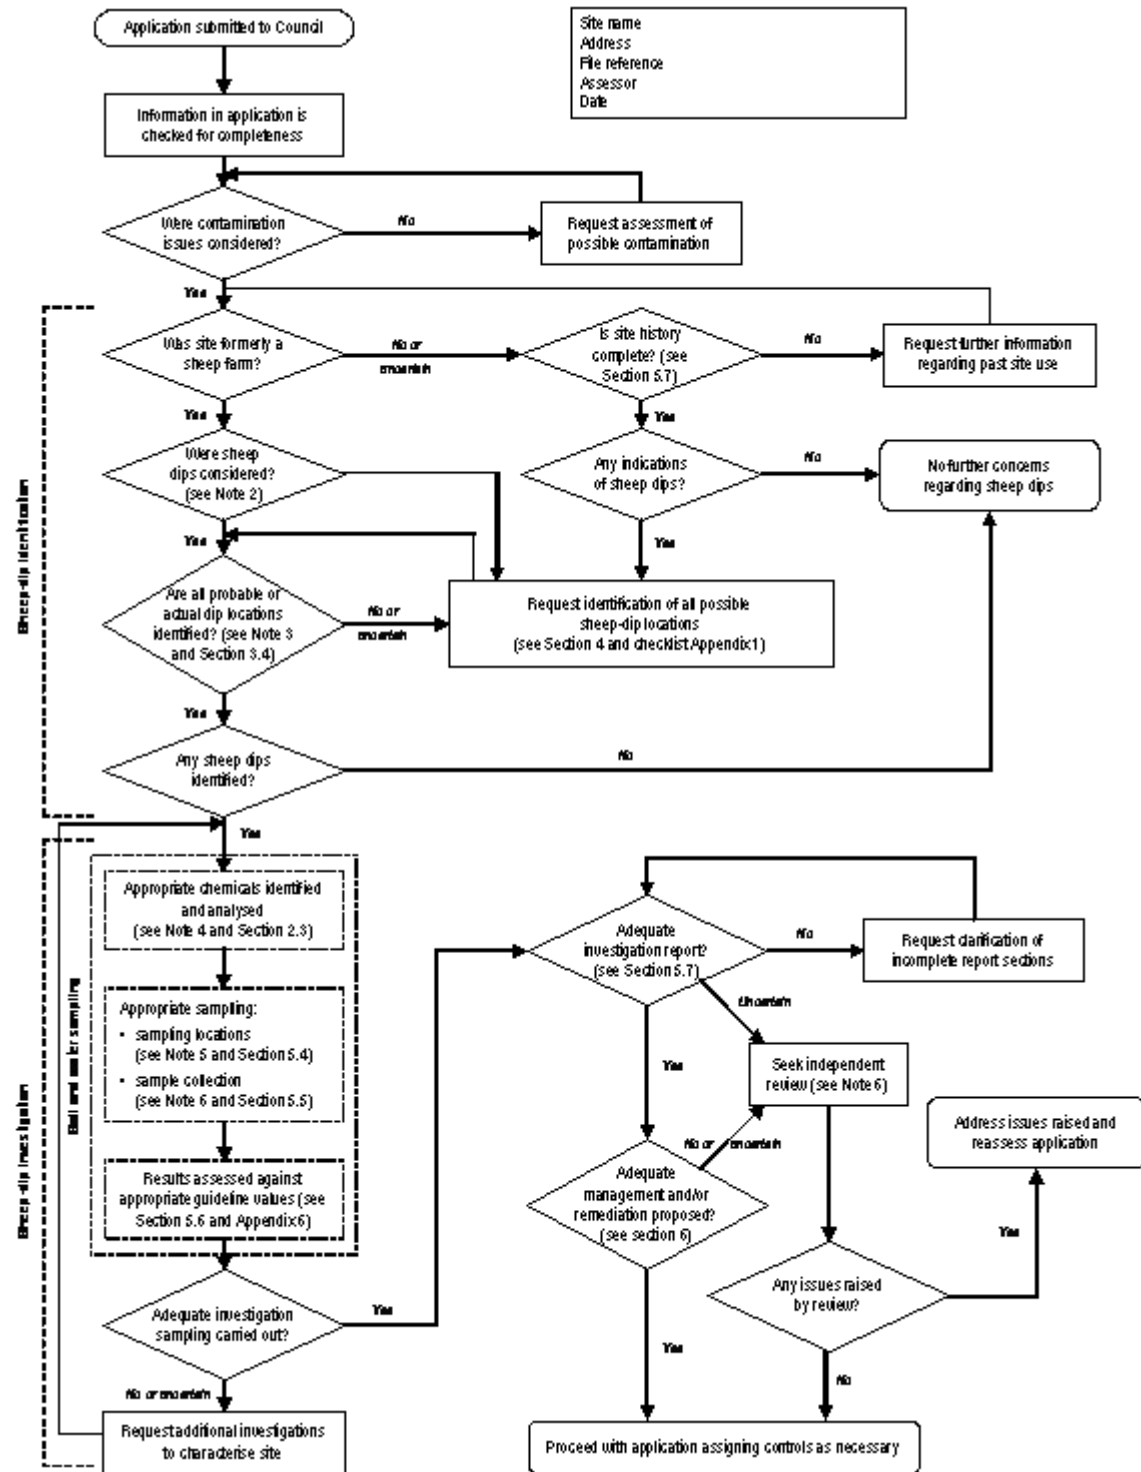 Application submitted to Council
Site name
Address
File reference
Assessor
Date
Information in application is
checked for completeness
Were contamination
issues considered?
No
Request assessment of
possible contamination
Yes
Was site formerly a
sheep farm?
No or
uncertain
Is site history
complete? (see
Section 5.7)
No
Request further information
regarding past site use
Yes
Yes
Were sheep
dips considered?
(see Note 2)
Any indications
of sheep dips?
No
No further concerns
regarding sheep dips
Yes
Yes
Are all probable or
actual dip locations
identified? (see Note 3
and Section 3.4)
No or
uncertain
Request identification of all possible
sheep-dip locations
(see Section 4 and checklist Appendix 1)
Yes
Any sheep dips
identified?
No
Sheep-dip identification
Yes
Appropriate chemicals identified
and analysed
(see Note 4 and Section 2.3)
Appropriate sampling:
• sampling locations
(see Note 5 and Section 5.4)
• sample collection
(see Note 6 and Section 5.5)
Results assessed against
appropriate guideline values (see
Section 5.6 and Appendix 6)
Soil and water sampling
Sheep-dip investigation
Adequate investigation
sampling carried out?
Yes
No or uncertain
Request additional investigations
to characterise site
Adequate
investigation report?
(see Section 5.7)
No
Request clarification of
incomplete report sections
Uncertain
Yes
Seek independent
review (see Note 6)
No or uncertain
Adequate
management and/or
remediation proposed?
(see section 6)
Address issues raised and
reassess application
Yes
Any issues raised
by review?
Yes
No
Proceed with application assigning controls as necessary